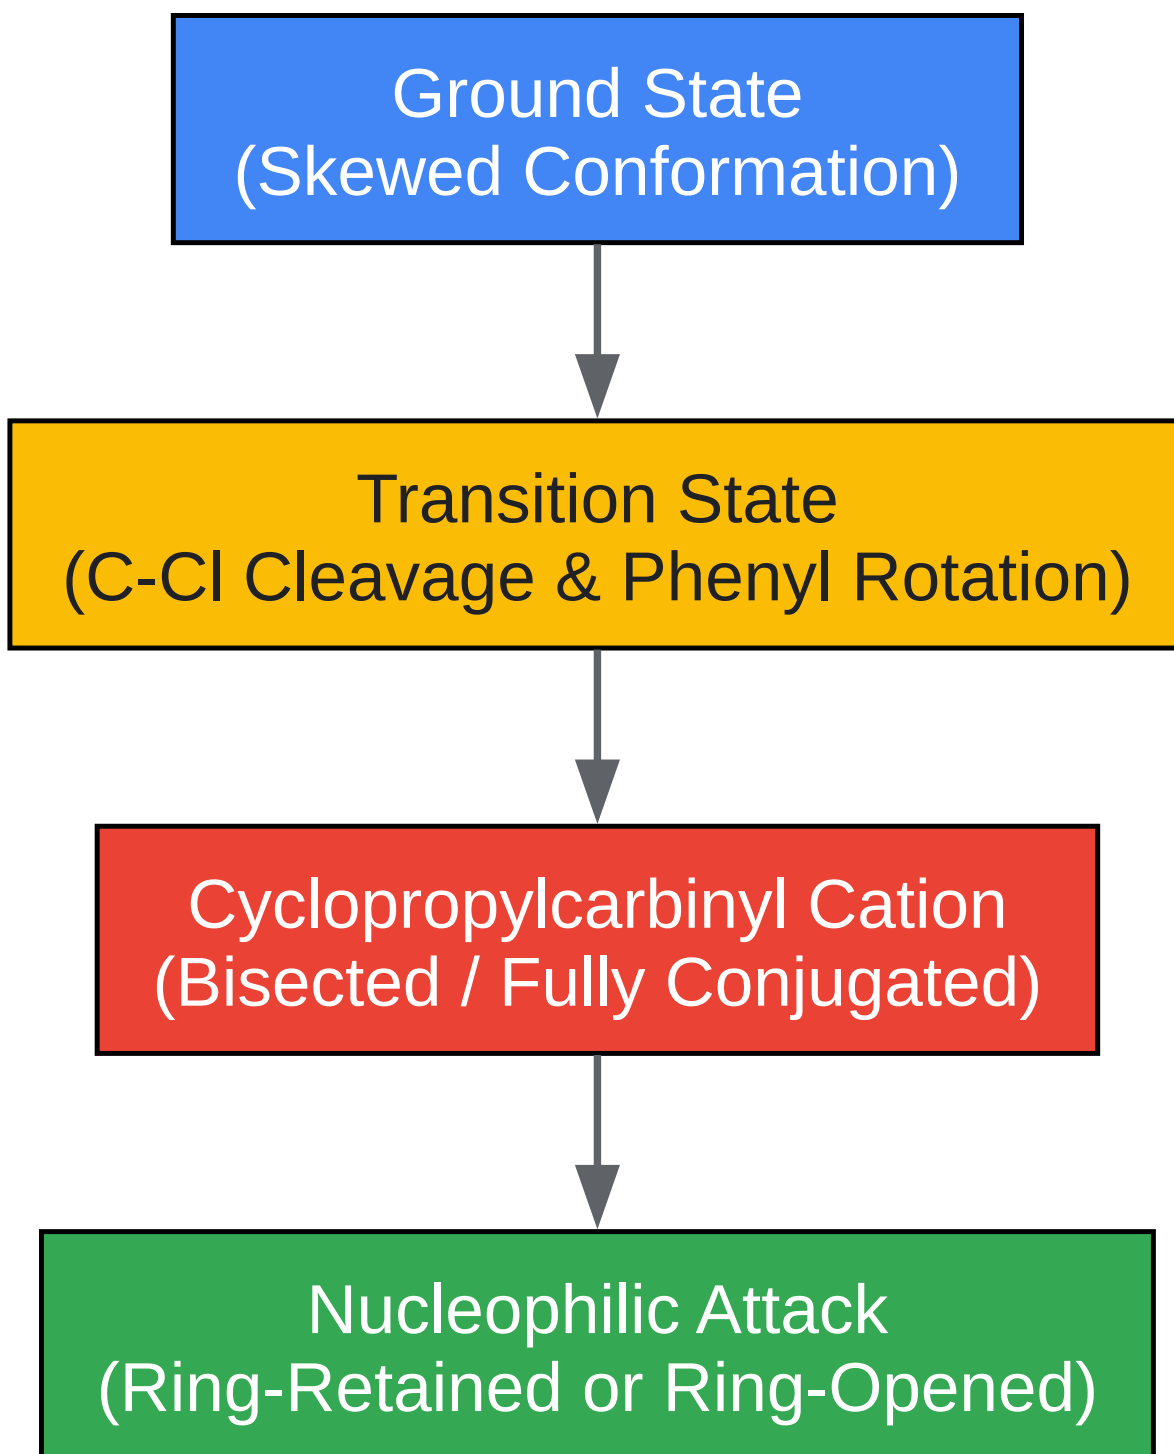 Ground State
(Skewed Conformation)
Transition State
(C-Cl Cleavage & Phenyl Rotation)
Cyclopropylcarbinyl Cation
(Bisected / Fully Conjugated)
Nucleophilic Attack
(Ring-Retained or Ring-Opened)